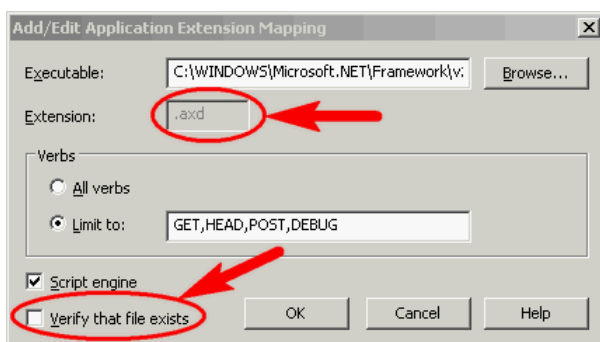 Add/Edit Application Extension Mapping
Executable: C:\WINDOWS\Microsoft.NET\Framework\v: Browse...
Extension: .axd
Verbs
All verbs
Limit to: GET,HEAD,POST,DEBUG
Script engine
Verify that file exists OK Cancel Help